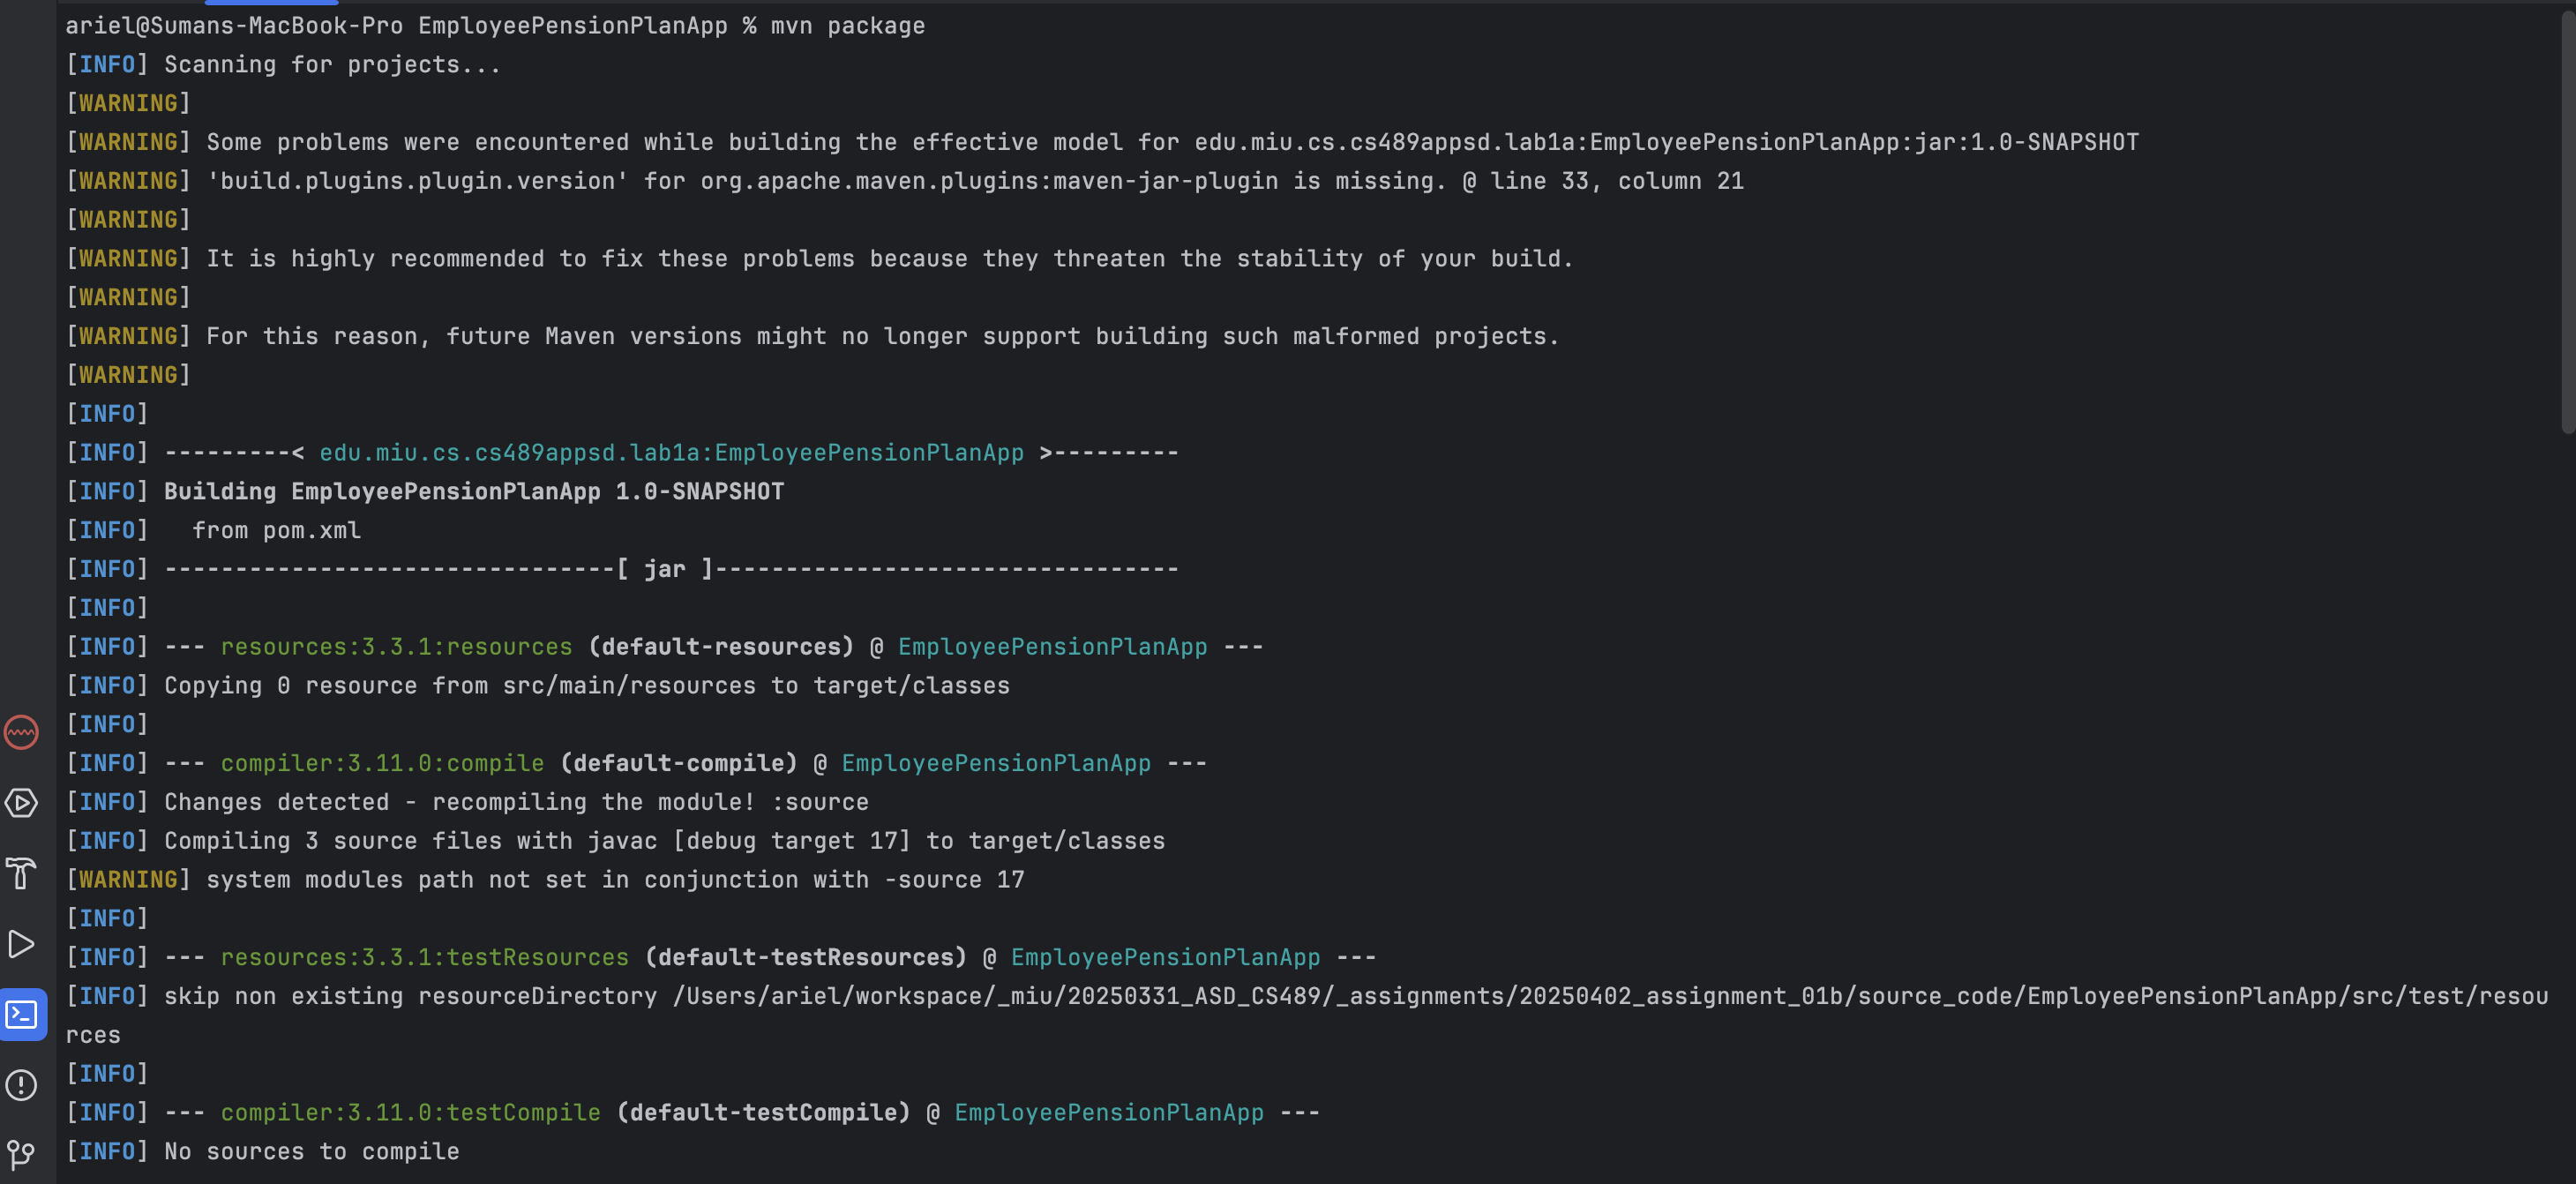 ariel@Sumans-MacBook-Pro EmployeePensionPlanApp % mvn package
[INFO] Scanning for projects...
[WARNING]
[WARNING] Some problems were encountered while building the effective model for edu.miu.cs.cs489appsd.lab1a:EmployeePensionPlanApp:jar:1.0-SNAPSHOT
[WARNING] 'build.plugins.plugin.version' for org.apache.maven.plugins:maven-jar-plugin is missing. @ line 33, column 21
[WARNING]
[WARNING] It is highly recommended to fix these problems because they threaten the stability of your build.
[WARNING]
[WARNING] For this reason, future Maven versions might no longer support building such malformed projects.
[WARNING]
[INFO]
[INFO] ---------< edu.miu.cs.cs489appsd.lab1a:EmployeePensionPlanApp >---------
[INFO] Building EmployeePensionPlanApp 1.0-SNAPSHOT
[INFO]   from pom.xml
[INFO] --------------------------------[ jar ]---------------------------------
[INFO]
[INFO] --- resources:3.3.1:resources (default-resources) @ EmployeePensionPlanApp ---
[INFO] Copying 0 resource from src/main/resources to target/classes
[INFO]
[INFO] --- compiler:3.11.0:compile (default-compile) @ EmployeePensionPlanApp ---
[INFO] Changes detected - recompiling the module! :source
[INFO] Compiling 3 source files with javac [debug target 17] to target/classes
[WARNING] system modules path not set in conjunction with -source 17
[INFO]
[INFO] --- resources:3.3.1:testResources (default-testResources) @ EmployeePensionPlanApp ---
[INFO] skip non existing resourceDirectory /Users/ariel/workspace/_miu/20250331_ASD_CS489/_assignments/20250402_assignment_01b/source_code/EmployeePensionPlanApp/src/test/resou
rces
[INFO]
[INFO] --- compiler:3.11.0:testCompile (default-testCompile) @ EmployeePensionPlanApp ---
[INFO] No sources to compile